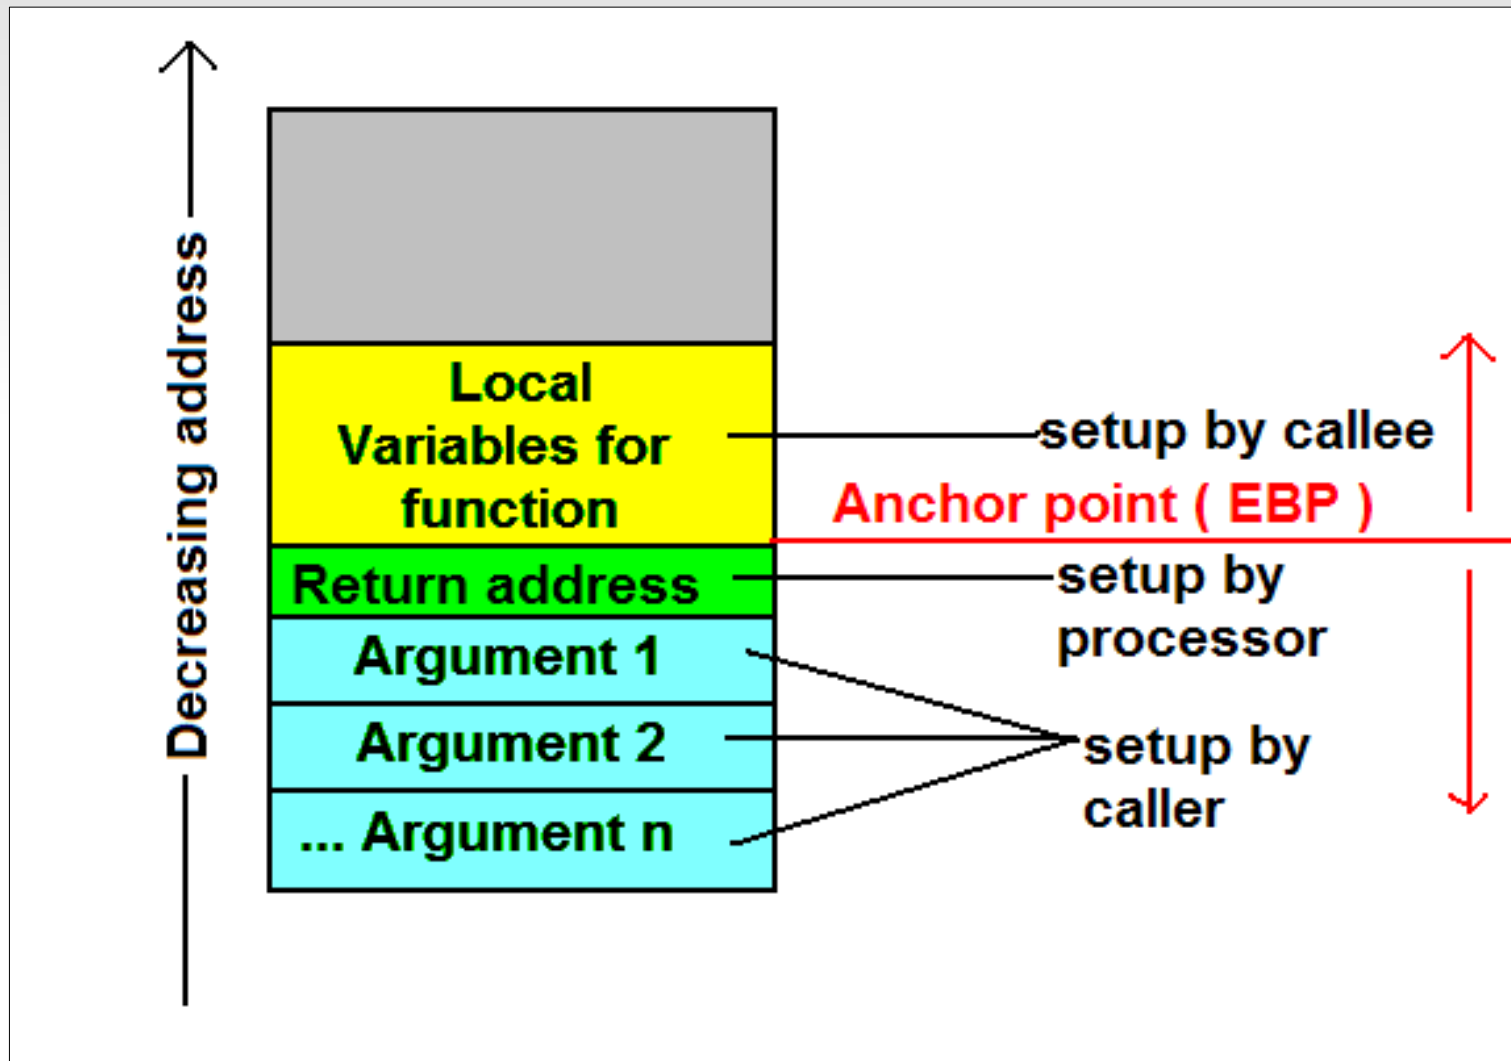 Decreasing address
Local
Variables for
function
setup by callee
Anchor point ( EBP )
Return address
setup by
processor
Argument 1
Argument 2
setup by
caller
... Argument n